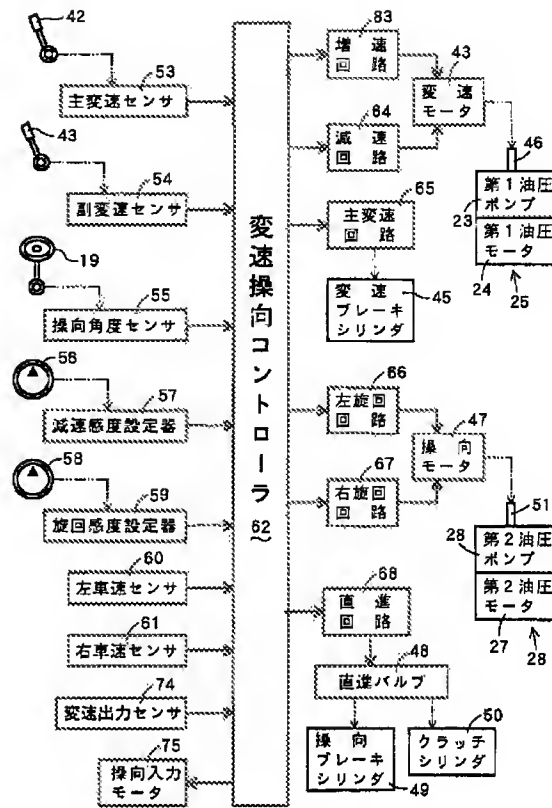 42
53
主変速センサ
43
54
副変速センサ
19
55
操向角度センサ
56
57
減速感度設定器
58
59
旋回感度設定器
60
左車速センサ
61
右車速センサ
74
変速出力センサ
75
操向入力
モータ
変速操向コントローラ
62
83
増速
回路
43
変速
モータ
64
減速
回路
46
第1油圧
ポンプ
23
第1油圧
モータ
24
25
65
主変速
回路
変速
ブレーキ
シリンダ
45
66
左旋回
回路
47
操向
モータ
67
右旋回
回路
51
28
第2油圧
ポンプ
第2油圧
モータ
27
28
68
直進
回路
48
直進バルブ
操向
ブレーキ
シリンダ
49
50
クラッチ
シリンダ